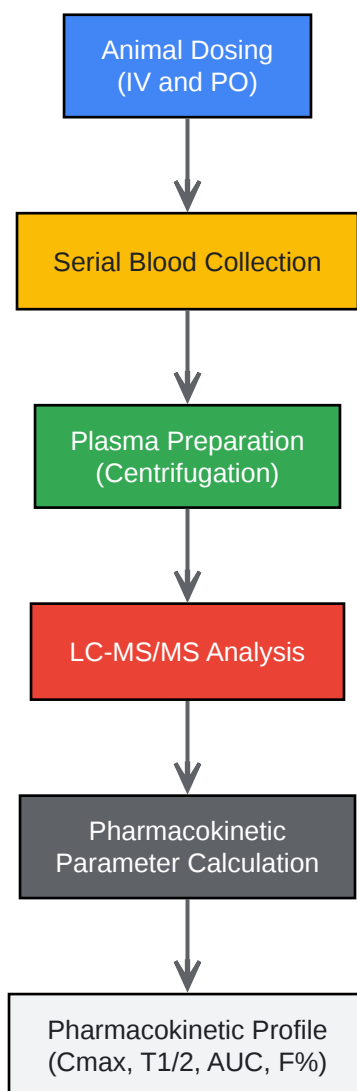 Animal Dosing
(IV and PO)
Serial Blood Collection
Plasma Preparation
(Centrifugation)
LC-MS/MS Analysis
Pharmacokinetic
Parameter Calculation
Pharmacokinetic Profile
(Cmax, T1/2, AUC, F%)